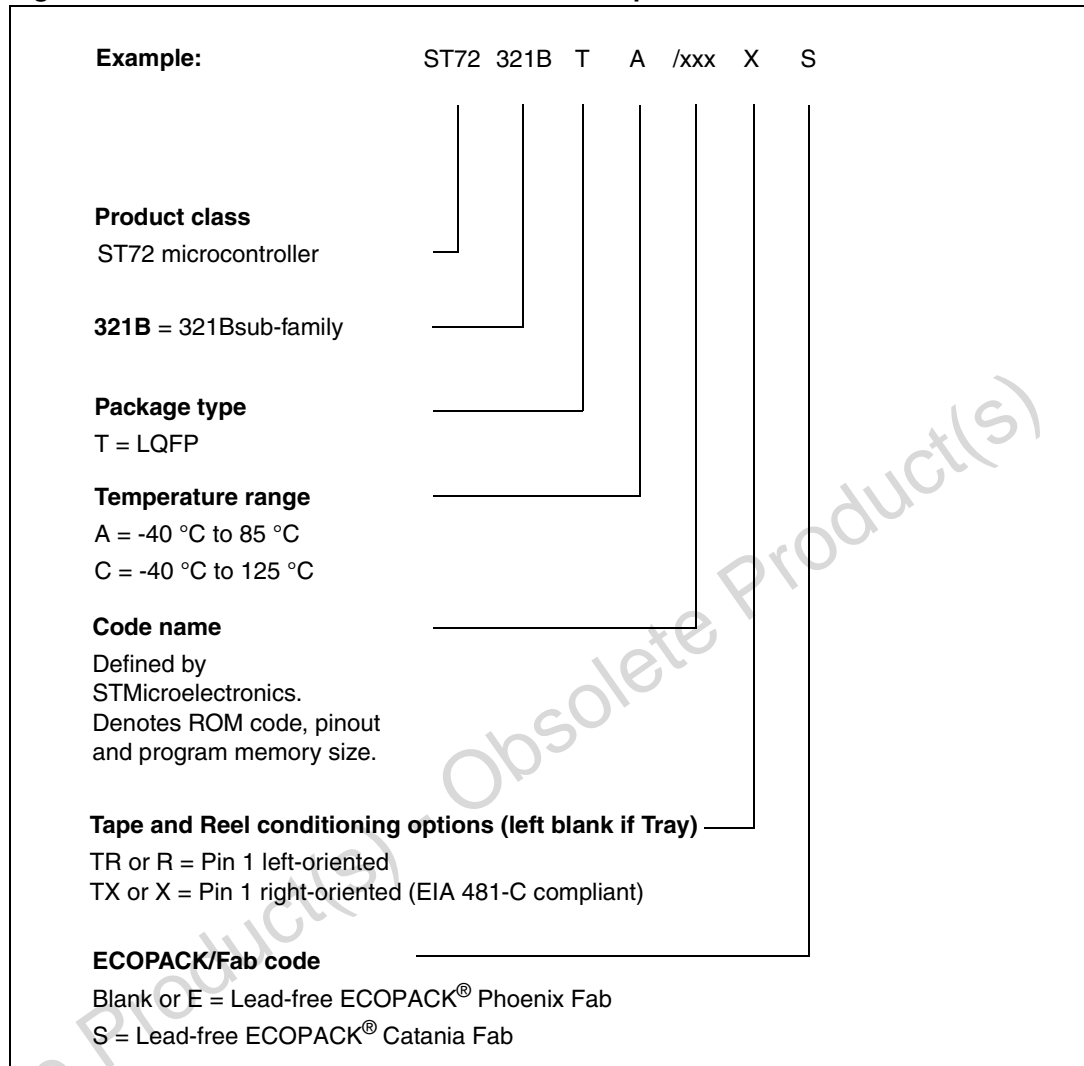 Example: ST72 321B T A /xxx X S
Product class
ST72 microcontroller
321B = 321Bsub-family
Package type
T = LQFP
Temperature range
A = -40 °C to 85 °C
C = -40 °C to 125 °C
Code name
Defined by
STMicroelectronics.
Denotes ROM code, pinout
and program memory size.
Tape and Reel conditioning options (left blank if Tray)
TR or R = Pin 1 left-oriented
TX or X = Pin 1 right-oriented (EIA 481-C compliant)
ECOPACK/Fab code
Blank or E = Lead-free ECOPACK® Phoenix Fab
S = Lead-free ECOPACK® Catania Fab
Product(s) - Obsolete Product(s)